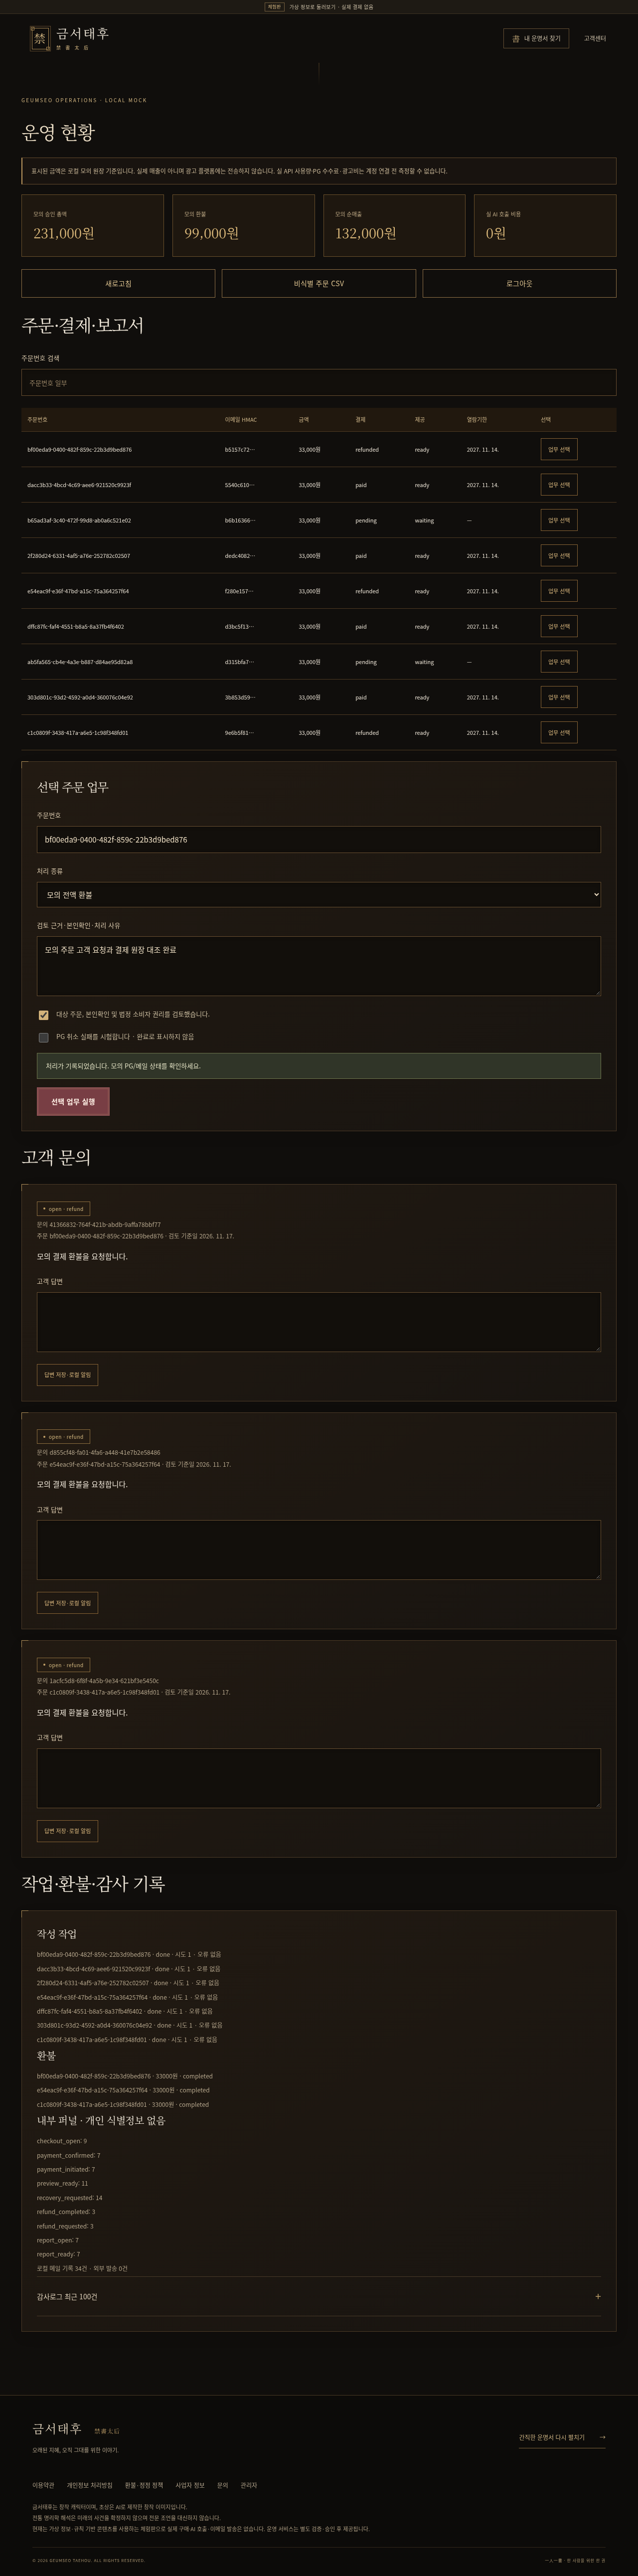 체험판 가상 정보로 둘러보기 · 실제 결제 없음
禁 금서태후
禁書太后
書 내 운명서 찾기 고객센터
GEUMSEO OPERATIONS · LOCAL MOCK
운영 현황
표시된 금액은 로컬 모의 원장 기준입니다. 실제 매출이 아니며 광고 플랫폼에는 전송하지 않습니다. 실 API 사용량·PG 수수료·광고비는 계정 연결 전 측정할 수 없습니다.
모의 승인 총액 모의 환불 모의 순매출 실 AI 호출 비용
231,000원 99,000원 132,000원 0원
새로고침 비식별 주문 CSV 로그아웃
주문·결제·보고서
주문번호 검색
주문번호 일부
주문번호 이메일 HMAC 금액 결제 제공 열람기한 선택
bf00eda9-0400-482f-859c-22b3d9bed876 b5157c72… 33,000원 refunded ready 2027. 11. 14. 업무 선택
dacc3b33-4bcd-4c69-aee6-921520c9923f 5540c610… 33,000원 paid ready 2027. 11. 14. 업무 선택
b65ad3af-3c40-472f-99d8-ab0a6c521e02 b6b16366… 33,000원 pending waiting — 업무 선택
2f280d24-6331-4af5-a76e-252782c02507 dedc4082… 33,000원 paid ready 2027. 11. 14. 업무 선택
e54eac9f-e36f-47bd-a15c-75a364257f64 f280e157… 33,000원 refunded ready 2027. 11. 14. 업무 선택
dffc87fc-faf4-4551-b8a5-8a37fb4f6402 d3bc5f13… 33,000원 paid ready 2027. 11. 14. 업무 선택
ab5fa565-cb4e-4a3e-b887-d84ae95d82a8 d315bfa7… 33,000원 pending waiting — 업무 선택
303d801c-93d2-4592-a0d4-360076c04e92 3b853d59… 33,000원 paid ready 2027. 11. 14. 업무 선택
c1c0809f-3438-417a-a6e5-1c98f348fd01 9e6b5f81… 33,000원 refunded ready 2027. 11. 14. 업무 선택
선택 주문 업무
주문번호
bf00eda9-0400-482f-859c-22b3d9bed876
처리 종류
모의 전액 환불
검토 근거·본인확인·처리 사유
모의 주문 고객 요청과 결제 원장 대조 완료
대상 주문, 본인확인 및 법정 소비자 권리를 검토했습니다.
PG 취소 실패를 시험합니다 · 완료로 표시하지 않음
처리가 기록되었습니다. 모의 PG/메일 상태를 확인하세요.
선택 업무 실행
고객 문의
open · refund
문의 41366832-764f-421b-abdb-9affa78bbf77
주문 bf00eda9-0400-482f-859c-22b3d9bed876 · 검토 기준일 2026. 11. 17.
모의 결제 환불을 요청합니다.
고객 답변
답변 저장·로컬 알림
open · refund
문의 d855cf48-fa01-4fa6-a448-41e7b2e58486
주문 e54eac9f-e36f-47bd-a15c-75a364257f64 · 검토 기준일 2026. 11. 17.
모의 결제 환불을 요청합니다.
고객 답변
답변 저장·로컬 알림
open · refund
문의 1acfc5d8-6f8f-4a5b-9e34-621bf3e5450c
주문 c1c0809f-3438-417a-a6e5-1c98f348fd01 · 검토 기준일 2026. 11. 17.
모의 결제 환불을 요청합니다.
고객 답변
답변 저장·로컬 알림
작업·환불·감사 기록
작성 작업
bf00eda9-0400-482f-859c-22b3d9bed876 · done · 시도 1 · 오류 없음
dacc3b33-4bcd-4c69-aee6-921520c9923f · done · 시도 1 · 오류 없음
2f280d24-6331-4af5-a76e-252782c02507 · done · 시도 1 · 오류 없음
e54eac9f-e36f-47bd-a15c-75a364257f64 · done · 시도 1 · 오류 없음
dffc87fc-faf4-4551-b8a5-8a37fb4f6402 · done · 시도 1 · 오류 없음
303d801c-93d2-4592-a0d4-360076c04e92 · done · 시도 1 · 오류 없음
c1c0809f-3438-417a-a6e5-1c98f348fd01 · done · 시도 1 · 오류 없음
환불
bf00eda9-0400-482f-859c-22b3d9bed876 · 33000원 · completed
e54eac9f-e36f-47bd-a15c-75a364257f64 · 33000원 · completed
c1c0809f-3438-417a-a6e5-1c98f348fd01 · 33000원 · completed
내부 퍼널 · 개인 식별정보 없음
checkout_open: 9
payment_confirmed: 7
payment_initiated: 7
preview_ready: 11
recovery_requested: 14
refund_completed: 3
refund_requested: 3
report_open: 7
report_ready: 7
로컬 메일 기록 34건 · 외부 발송 0건
감사로그 최근 100건 +
금서태후 禁書太后
오래된 지혜, 오직 그대를 위한 이야기.
간직한 운명서 다시 펼치기 →
이용약관 개인정보 처리방침 환불·정정 정책 사업자 정보 문의 관리자
금서태후는 창작 캐릭터이며, 초상은 AI로 제작한 창작 이미지입니다.
전통 명리학 해석은 미래의 사건을 확정하지 않으며 전문 조언을 대신하지 않습니다.
현재는 가상 정보·규칙 기반 콘텐츠를 사용하는 체험판으로 실제 구매·AI 호출·이메일 발송은 없습니다. 운영 서비스는 별도 검증·승인 후 제공됩니다.
© 2026 GEUMSEO TAEHOU. ALL RIGHTS RESERVED. 一人一書 · 한 사람을 위한 한 권